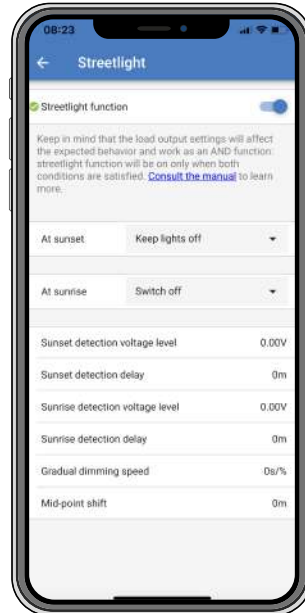 08:23
Streetlight
Streetlight function
Keep in mind that the load output settings will affect
the expected behavior and work as an AND function:
streetlight function will be on only when both
conditions are satisfied. Consult the manual to learn
more.
At sunset Keep lights off
At sunrise Switch off
Sunset detection voltage level 0.00V
Sunset detection delay 0m
Sunrise detection voltage level 0.00V
Sunrise detection delay 0m
Gradual dimming speed 0s/%
Mid-point shift 0m